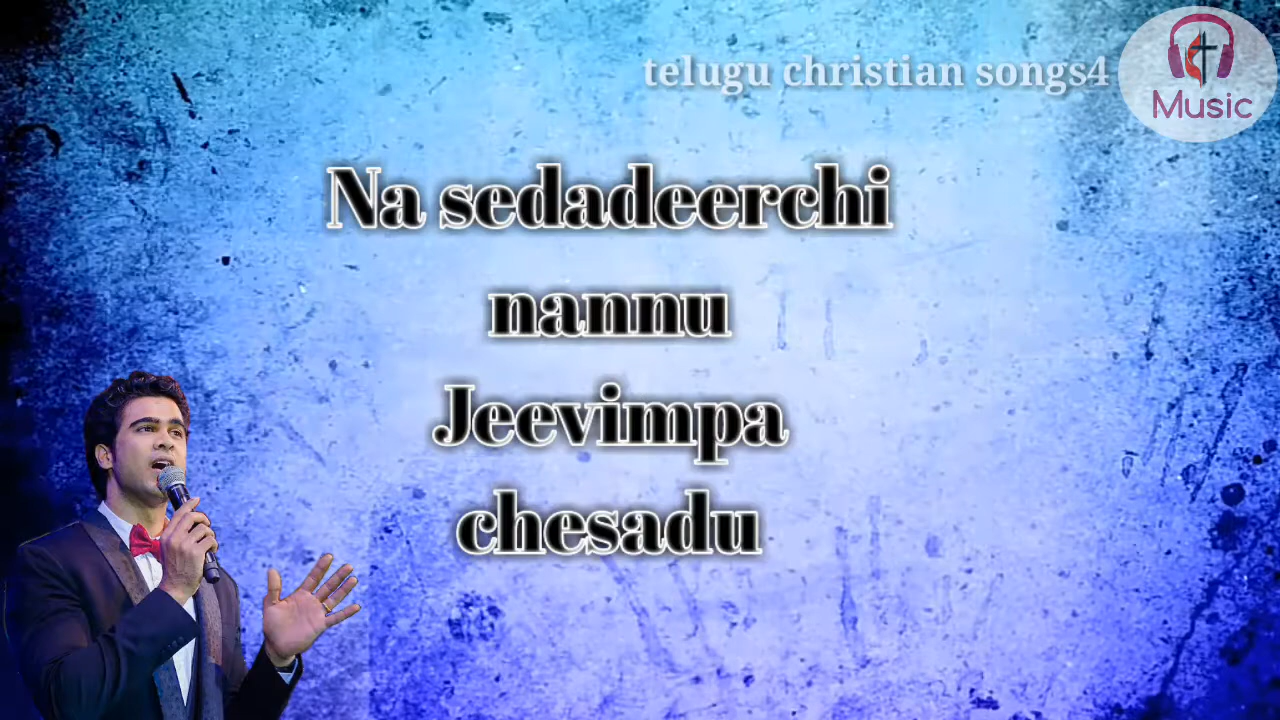 telugu christian songs4
Music
Na sedadeerchi
nannu
Jeevimpa
chesadu